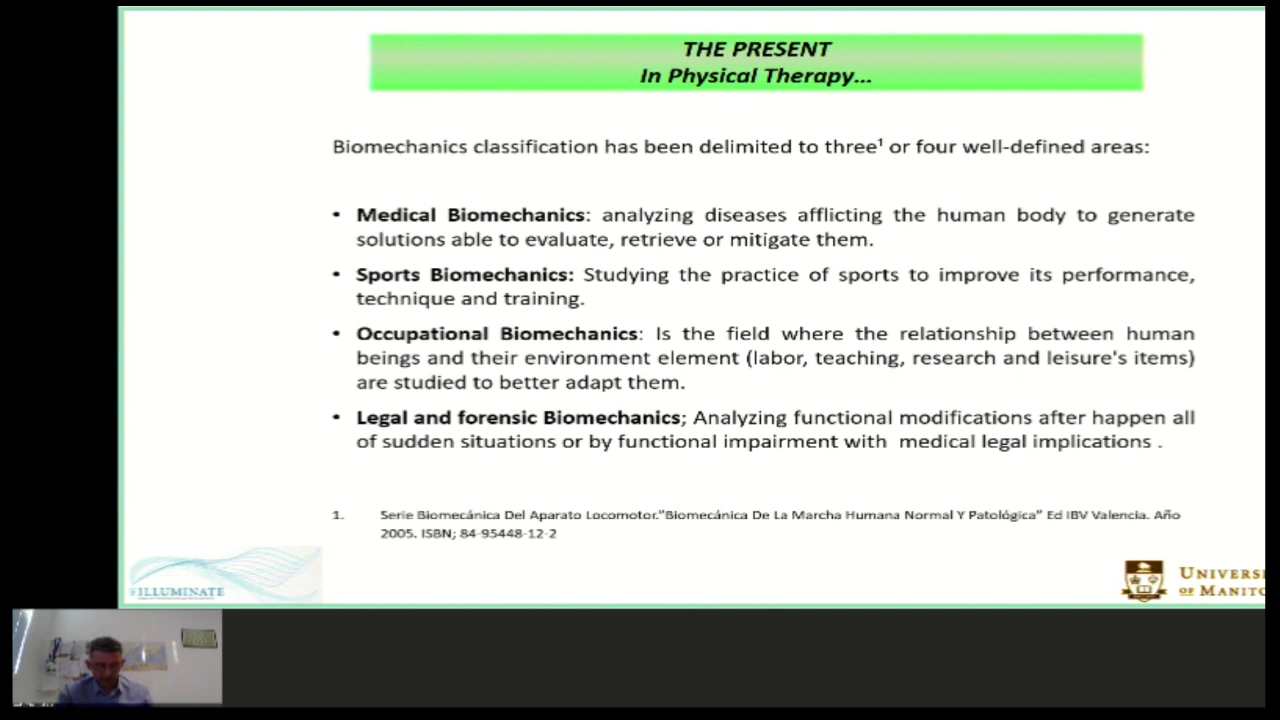 THE PRESENT
In Physical Therapy...
Biomechanics classification has been delimited to three¹ or four well-defined areas:
• Medical Biomechanics: analyzing diseases afflicting the human body to generate
solutions able to evaluate, retrieve or mitigate them.
• Sports Biomechanics: Studying the practice of sports to improve its performance,
technique and training.
• Occupational Biomechanics: Is the field where the relationship between human
beings and their environment element (labor, teaching, research and leisure's items)
are studied to better adapt them.
• Legal and forensic Biomechanics; Analyzing functional modifications after happen all
of sudden situations or by functional impairment with medical legal implications .
1. Serie Biomecánica Del Aparato Locomotor."Biomecánica De La Marcha Humana Normal Y Patológica" Ed IBV Valencia. Año
2005. ISBN; 84-95448-12-2
ILLUMINATE
UNIVERSI
OF MANITO